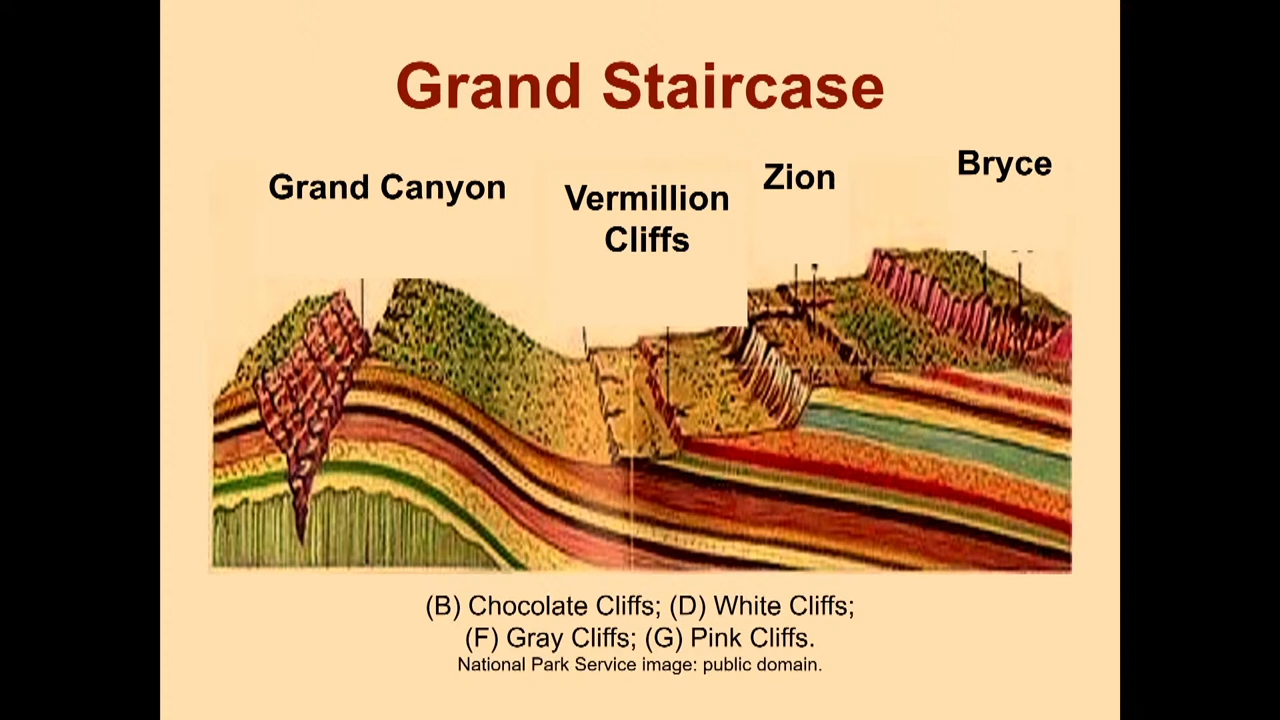 Grand Staircase
Grand Canyon
Vermillion
Cliffs
Zion
Bryce
(B) Chocolate Cliffs; (D) White Cliffs;
(F) Gray Cliffs; (G) Pink Cliffs.
National Park Service image: public domain.